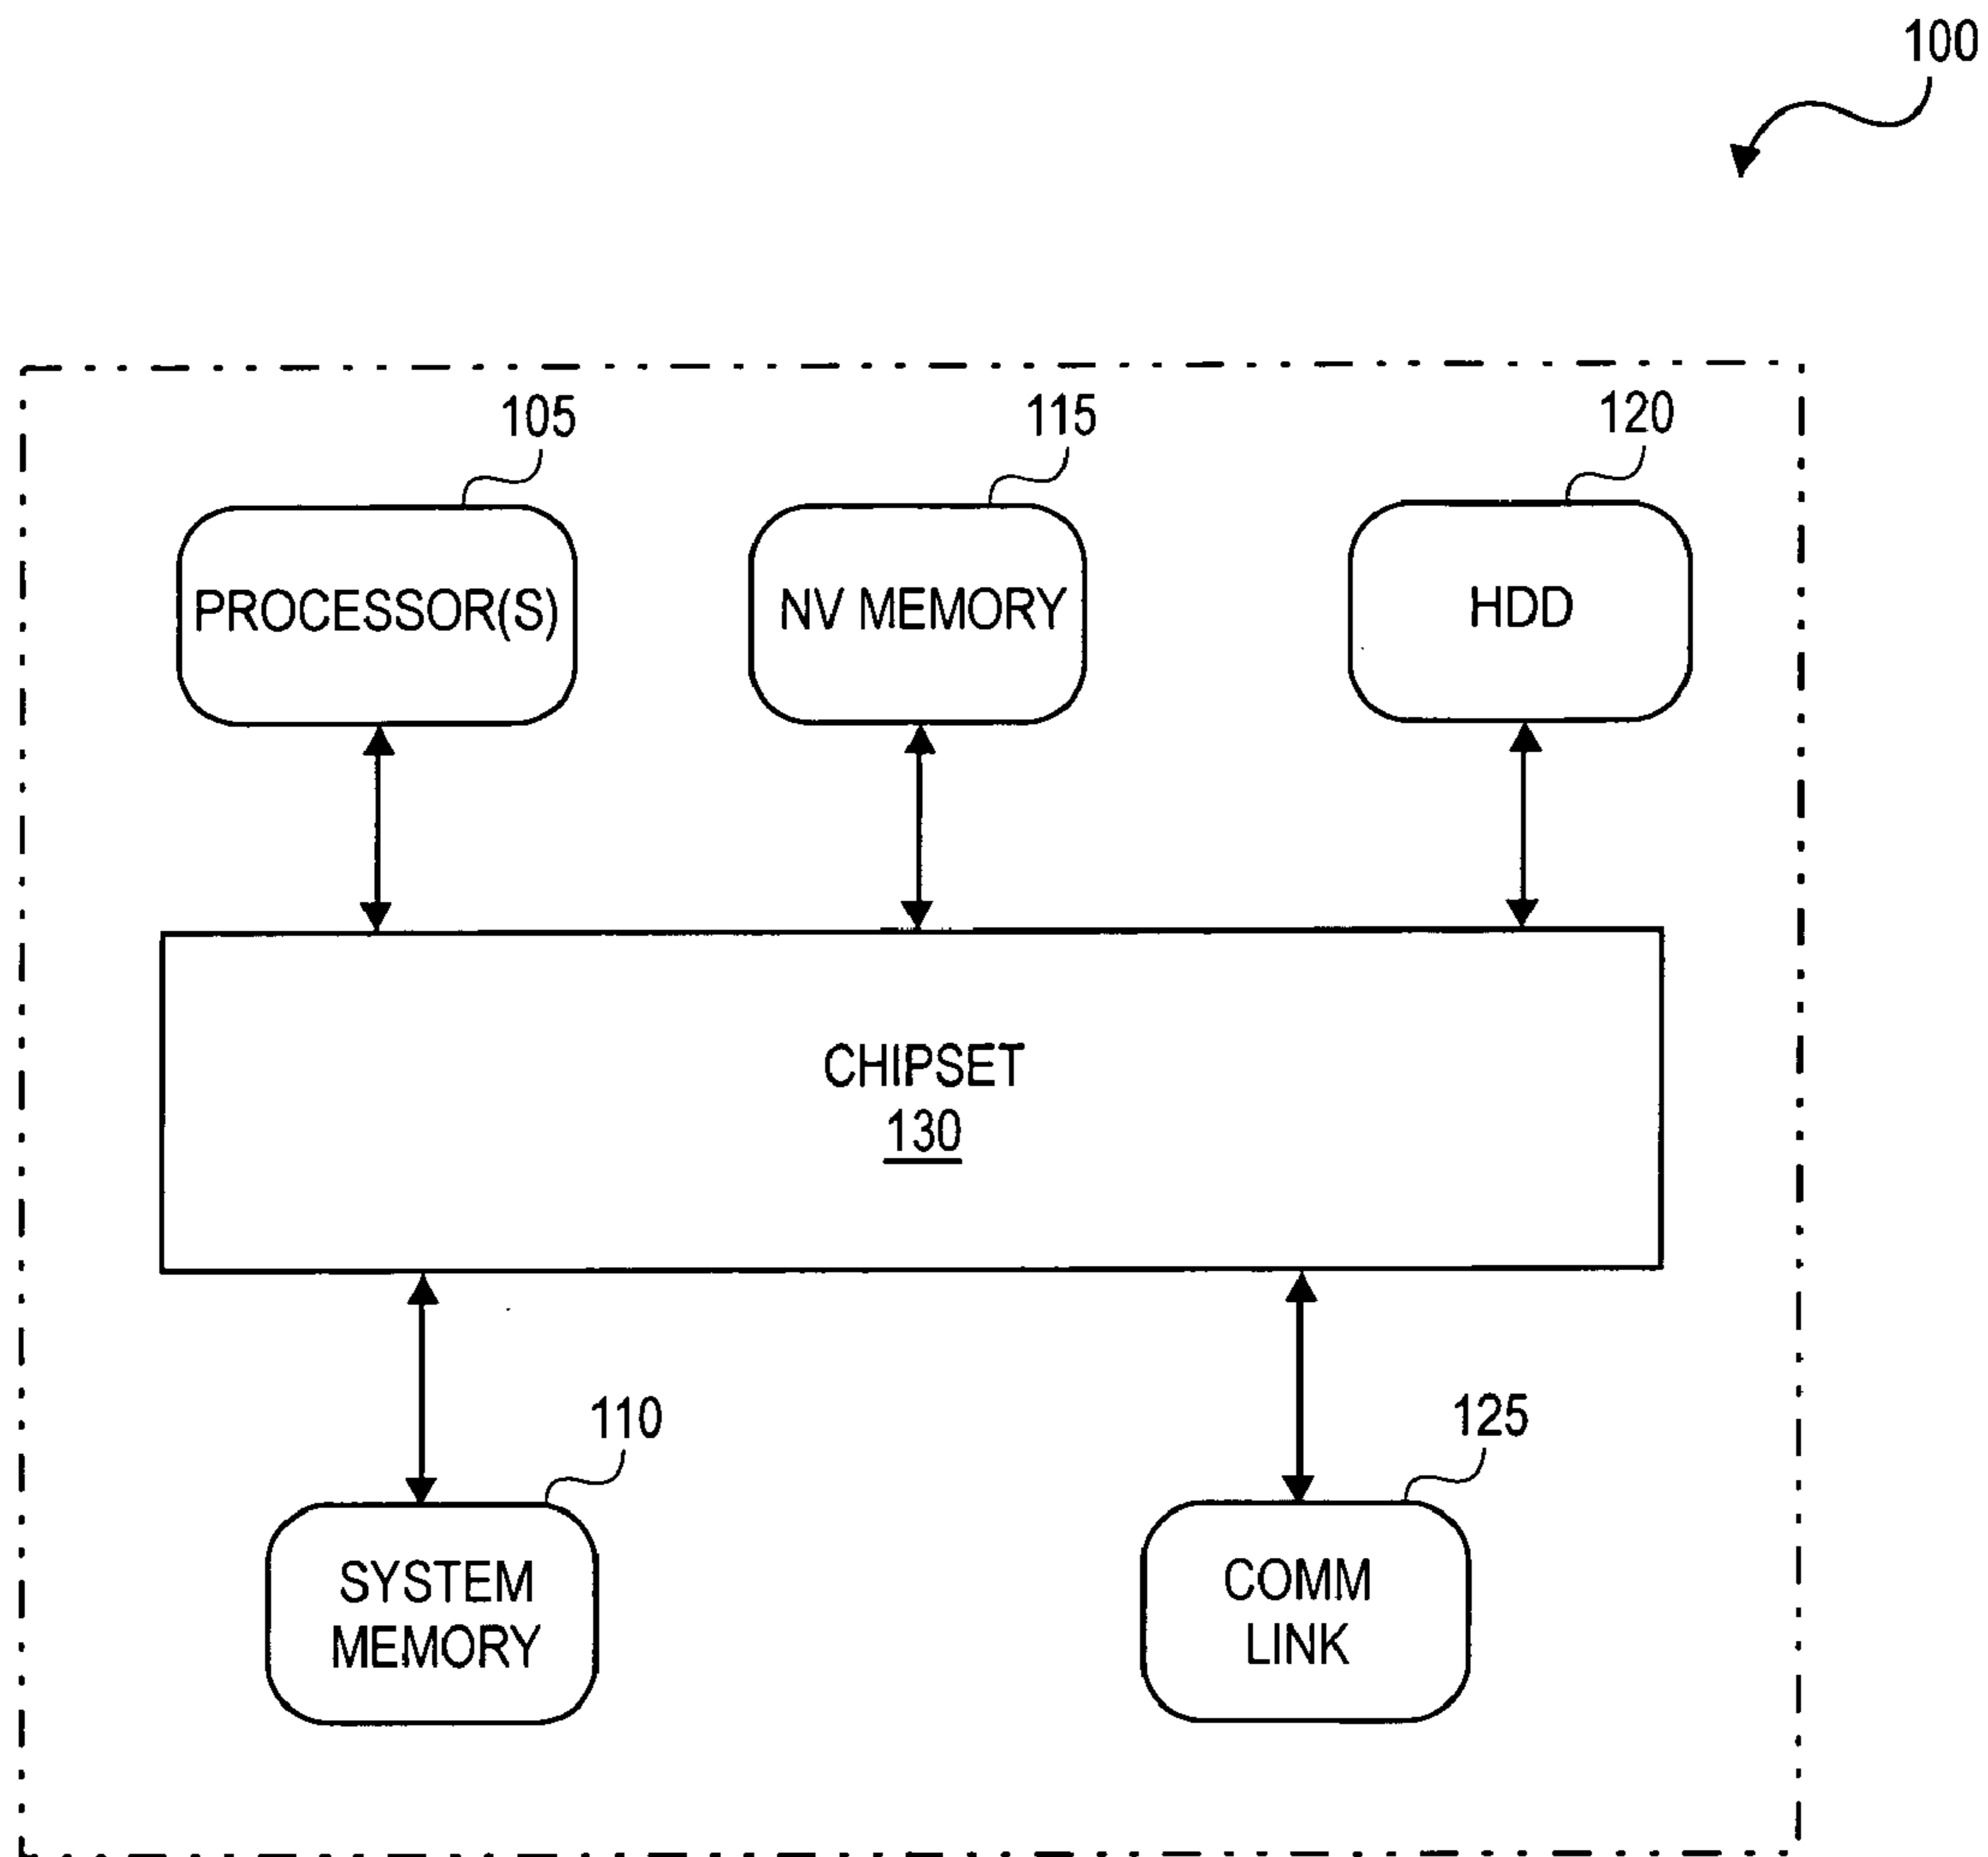 100
105
115
120
PROCESSOR(S)
NV MEMORY
HDD
CHIPSET
130
110
125
SYSTEM
MEMORY
COMM
LINK